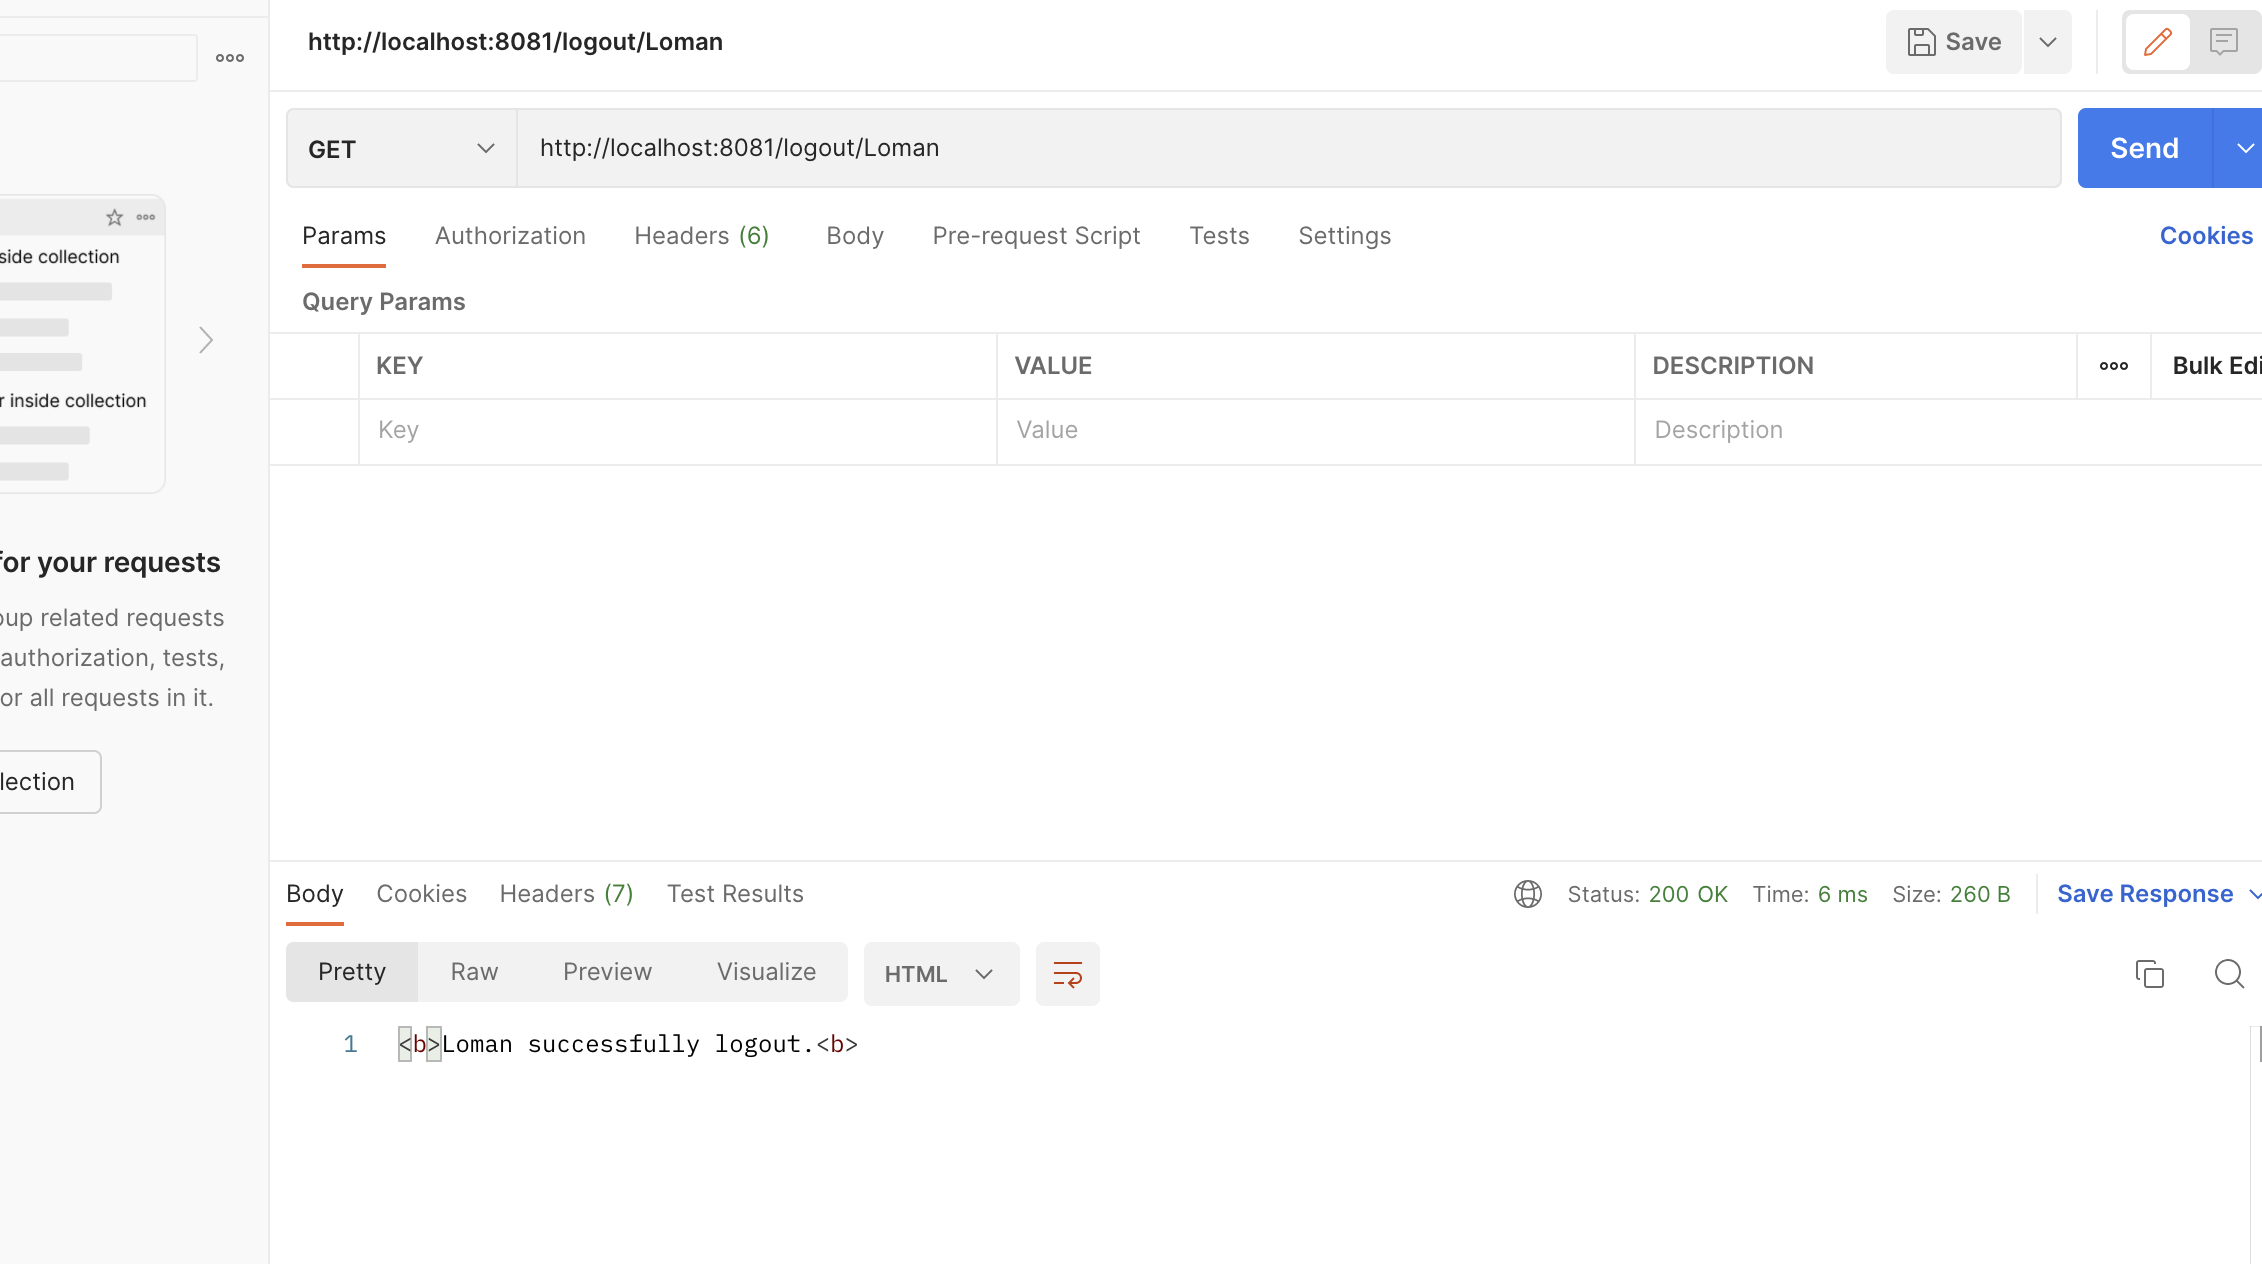 http://localhost:8081/logout/Loman
Save
GET
http://localhost:8081/logout/Loman
Send
Params Authorization Headers (6) Body Pre-request Script Tests Settings Cookies
Query Params
KEY VALUE DESCRIPTION Bulk Edi
Key Value Description
side collection
r inside collection
for your requests
oup related requests
authorization, tests,
or all requests in it.
lection
Body Cookies Headers (7) Test Results Status: 200 OK Time: 6 ms Size: 260 B Save Response
Pretty Raw Preview Visualize HTML
1 <b>Loman successfully logout.<b>